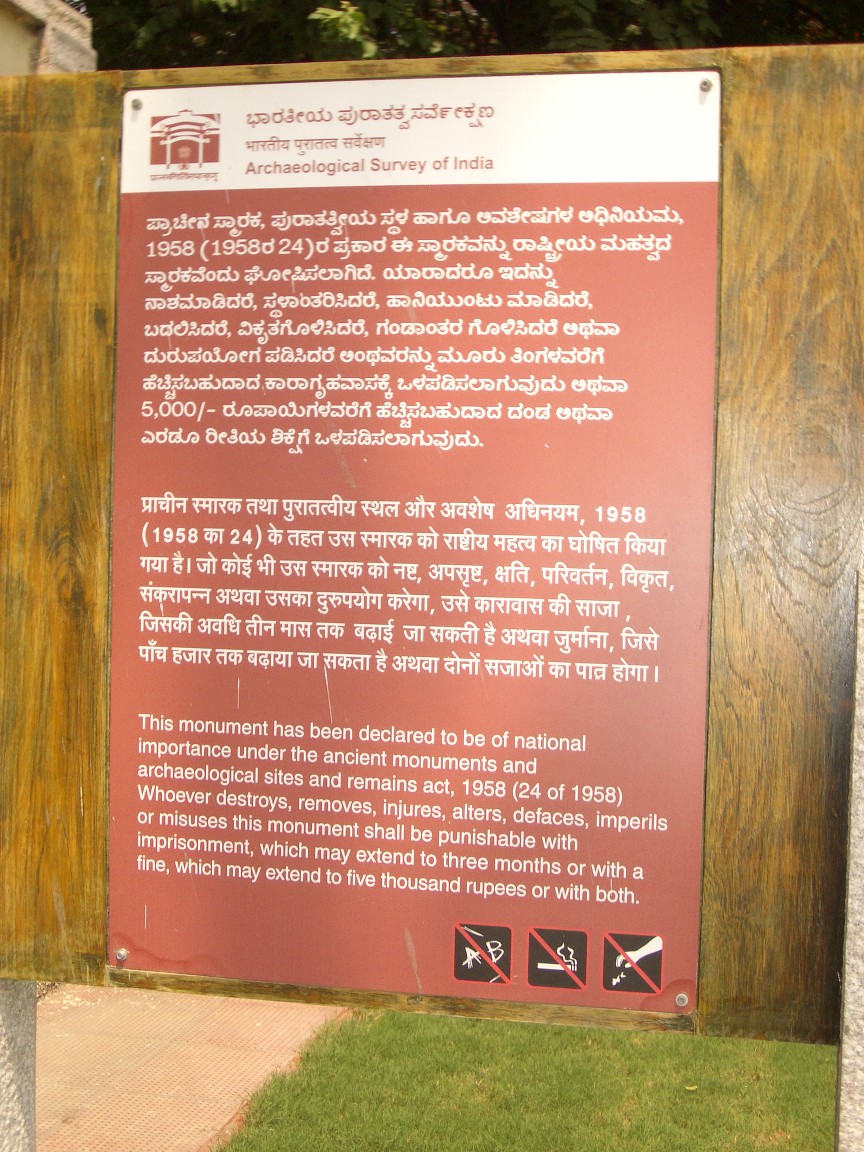 ಭಾರತೀಯ ಪುರಾತತ್ವ ಸರ್ವೇಕ್ಷಣ
भारतीय पुरातत्व सर्वेक्षण
Archaeological Survey of India
ಪ್ರಾಚೀನ ಸ್ಮಾರಕ, ಪುರಾತತ್ವೀಯ ಸ್ಥಳ ಹಾಗೂ ಅವಶೇಷಗಳ ಅಧಿನಿಯಮ,
1958 (1958ರ 24)ರ ಪ್ರಕಾರ ಈ ಸ್ಮಾರಕವನ್ನು ರಾಷ್ಟ್ರೀಯ ಮಹತ್ವದ
ಸ್ಮಾರಕವೆಂದು ಘೋಷಿಸಲಾಗಿದೆ. ಯಾರಾದರೂ ಇದನ್ನು
ನಾಶಮಾಡಿದರೆ, ಸ್ಥಳಾಂತರಿಸಿದರೆ, ಹಾನಿಯುಂಟು ಮಾಡಿದರೆ,
ಬದಲಿಸಿದರೆ, ವಿಕೃತಗೊಳಿಸಿದರೆ, ಗಂಡಾಂತರ ಗೊಳಿಸಿದರೆ ಅಥವಾ
ದುರುಪಯೋಗ ಪಡಿಸಿದರೆ ಅಂಥವರನ್ನು ಮೂರು ತಿಂಗಳವರೆಗೆ
ಹೆಚ್ಚಿಸಬಹುದಾದ ಕಾರಾಗೃಹವಾಸಕ್ಕೆ ಒಳಪಡಿಸಲಾಗುವುದು ಅಥವಾ
5,000/- ರೂಪಾಯಿಗಳವರೆಗೆ ಹೆಚ್ಚಿಸಬಹುದಾದ ದಂಡ ಅಥವಾ
ಎರಡೂ ರೀತಿಯ ಶಿಕ್ಷೆಗೆ ಒಳಪಡಿಸಲಾಗುವುದು.
प्राचीन स्मारक तथा पुरातत्वीय स्थल और अवशेष अधिनयम, 1958
(1958 का 24) के तहत उस स्मारक को राष्टीय महत्व का घोषित किया
गया है। जो कोई भी उस स्मारक को नष्ट, अपसृष्ट, क्षति, परिवर्तन, विकृत,
संकरापन्न अथवा उसका दुरुपयोग करेगा, उसे कारावास की साजा ,
जिसकी अवधि तीन मास तक बढ़ाई जा सकती है अथवा जुर्माना, जिसे
पाँच हजार तक बढ़ाया जा सकता है अथवा दोनों सजाओं का पात्र होगा।
This monument has been declared to be of national
importance under the ancient monuments and
archaeological sites and remains act, 1958 (24 of 1958)
Whoever destroys, removes, injures, alters, defaces, imperils
or misuses this monument shall be punishable with
imprisonment, which may extend to three months or with a
fine, which may extend to five thousand rupees or with both.
A B